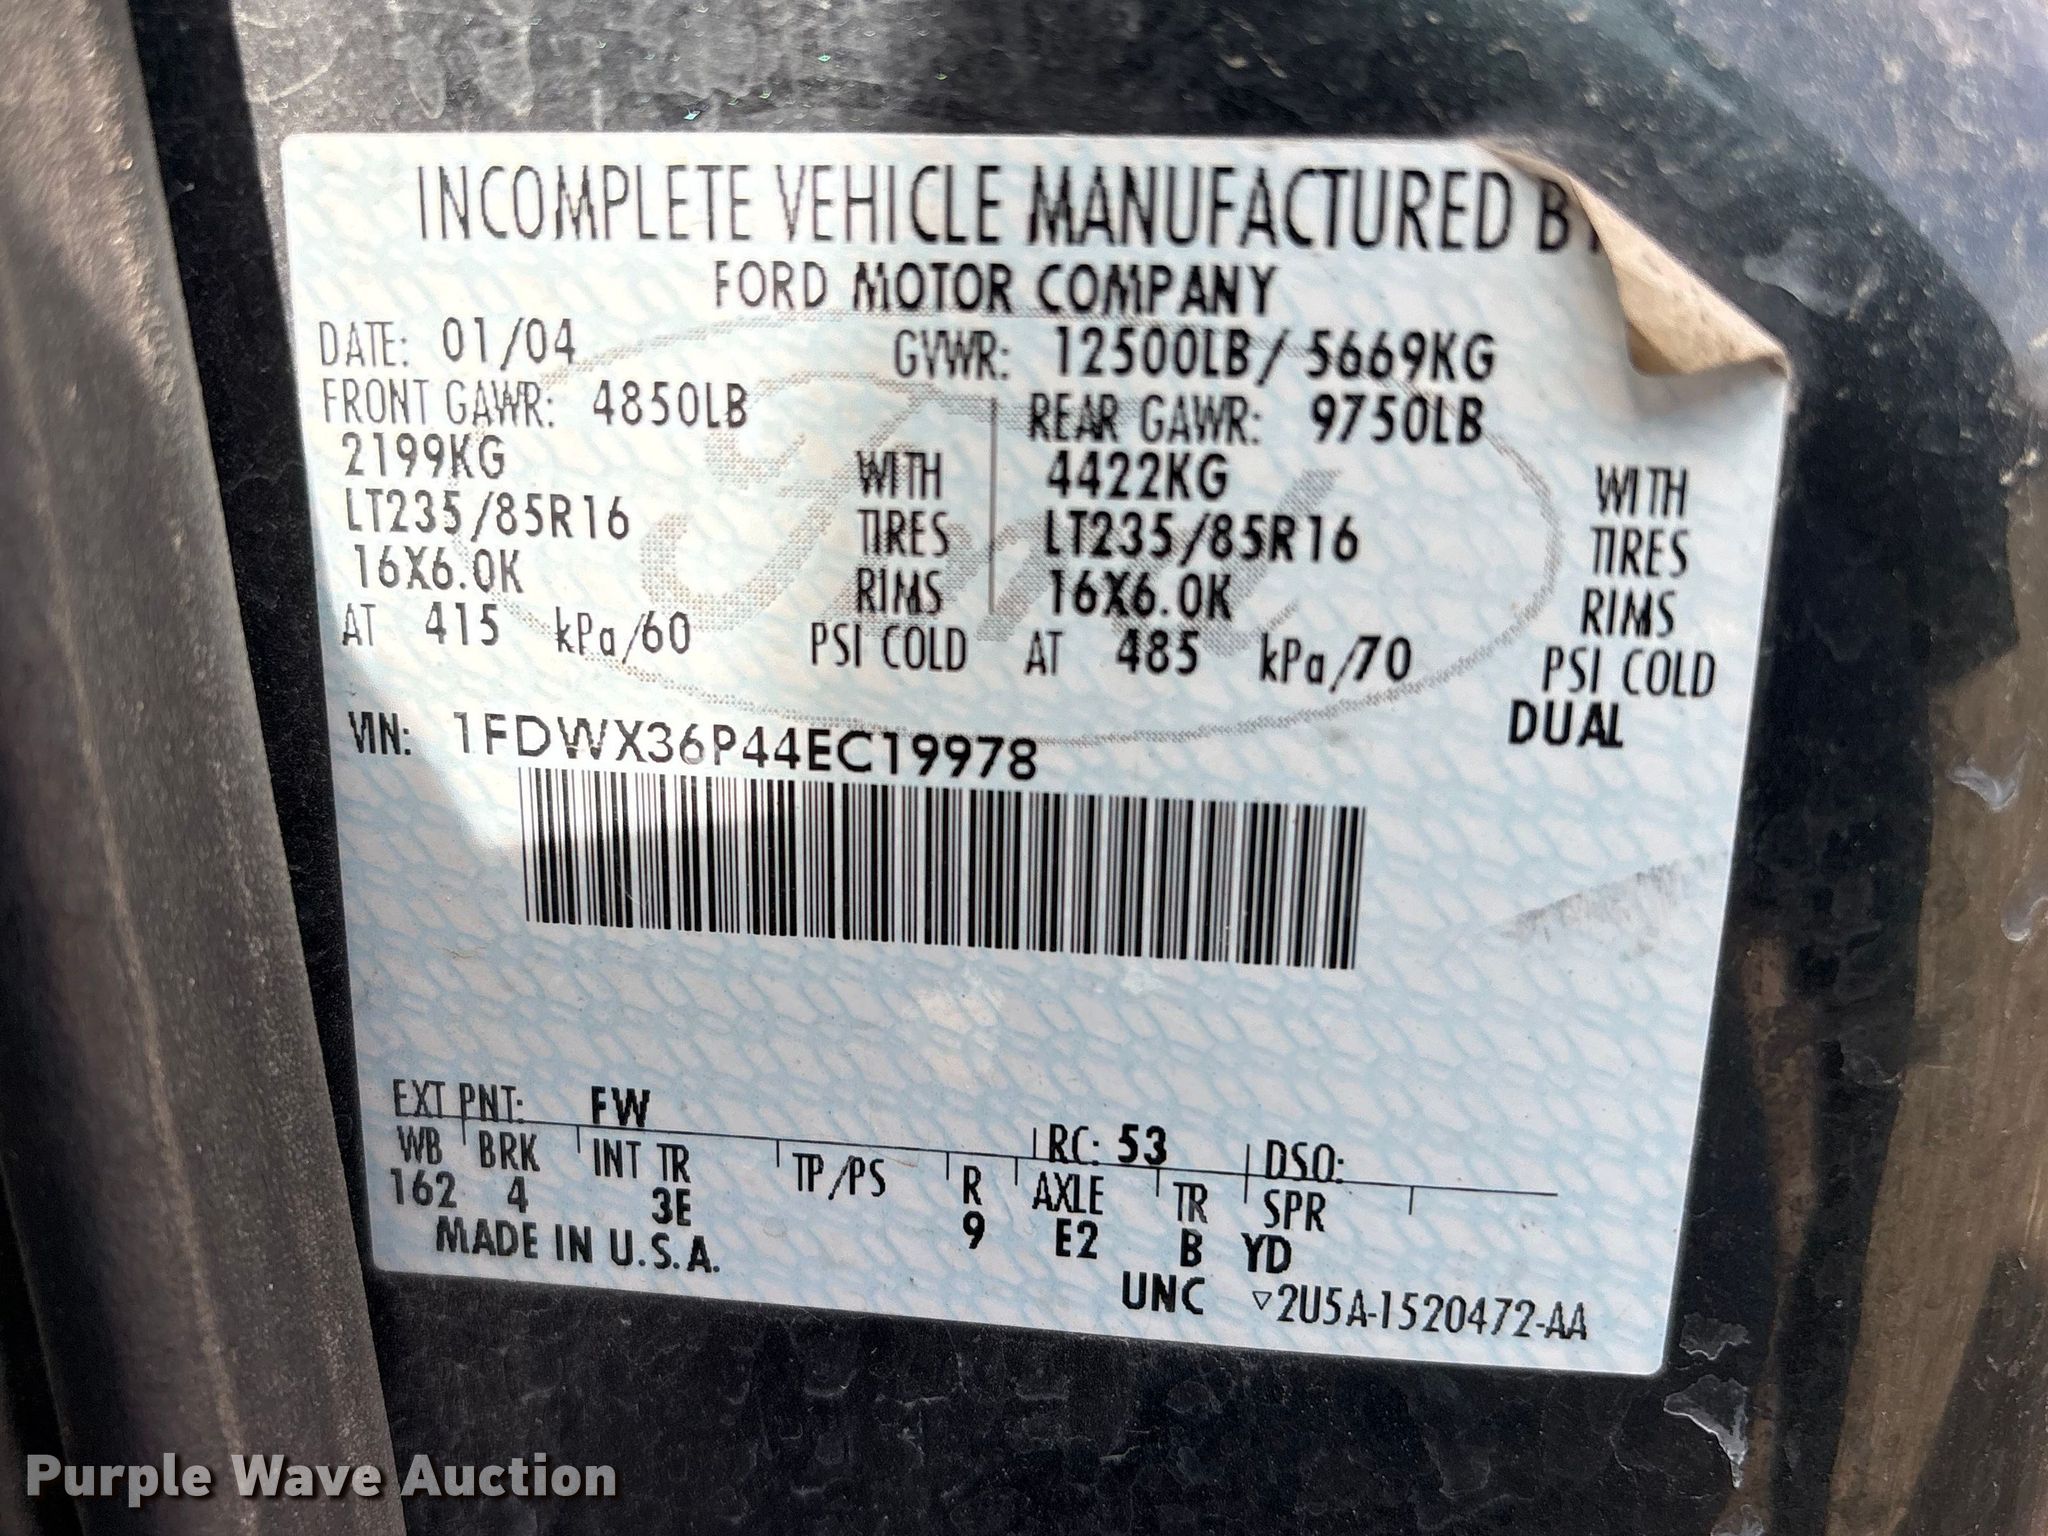 INCOMPLETE VEHICLE MANUFACTURED BY
FORD MOTOR COMPANY
DATE: 01/04 GVWR: 12500LB/ 5669KG
FRONT GAWR: 4850LB REAR GAWR: 9750LB
2199KG WITH 4422KG WITH
LT235/85R16 TIRES LT235/85R16 TIRES
16X6.0K RIMS 16X6.0K RIMS
AT 415 kPa/60 PSI COLD AT 485 kPa/70 PSI COLD
DUAL
VIN: 1FDWX36P44EC19978
EXT PNT: FW RC: 53 DSO:
WB BRK INT TR TP/PS R AXLE TR SPR
162 4 3E 9 E2 B YD
MADE IN U.S.A.
UNC ▽2U5A-1520472-AA
Purple Wave Auction